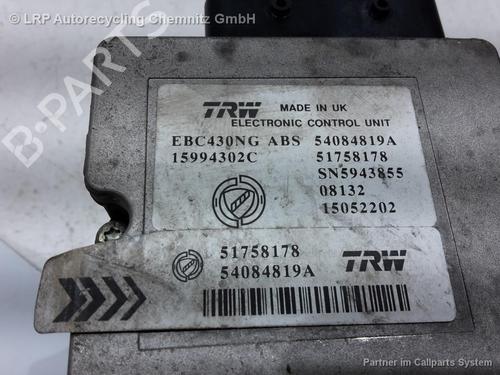 © LRP Autorecycling Chemnitz GmbH
TRW MADE IN UK
ELECTRONIC CONTROL UNIT
EBC430NG ABS 54084819A
15994302C 51758178
SN5943855
08132
15052202
51758178
54084819A
TRW
Partner im Callparts System